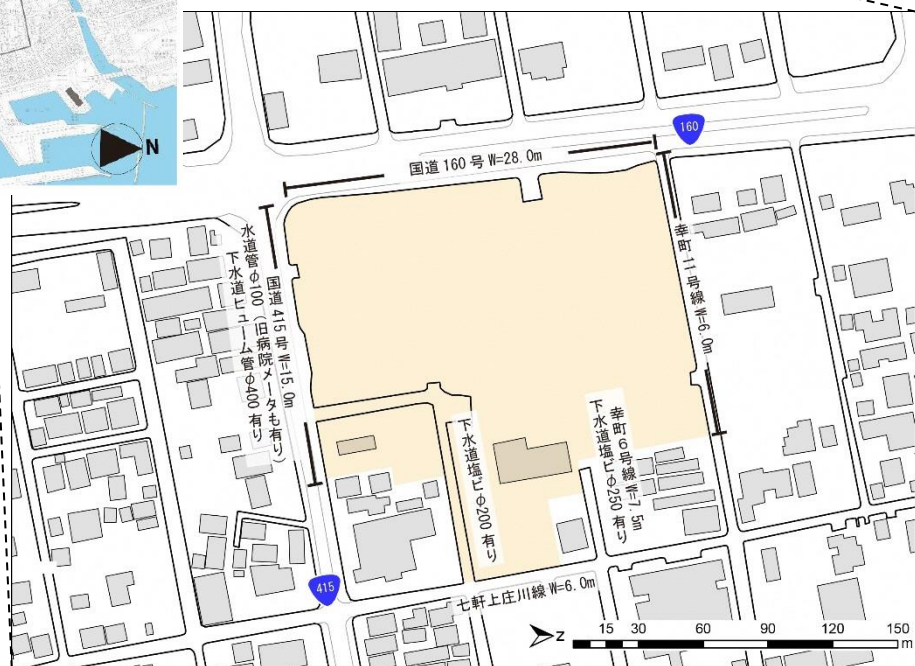 N
160
国道160号 W=28.0m
水道管φ100（旧病院メータも有り）
下水道ヒューム管φ400有り
国道415号 W=15.0m
幸町11号線 W=6.0m
下水道塩ビφ200有り
幸町6号線 W=7.5m
下水道塩ビφ250有り
415
七軒上庄川線 W=6.0m
N
15 30 60 90 120 150
m